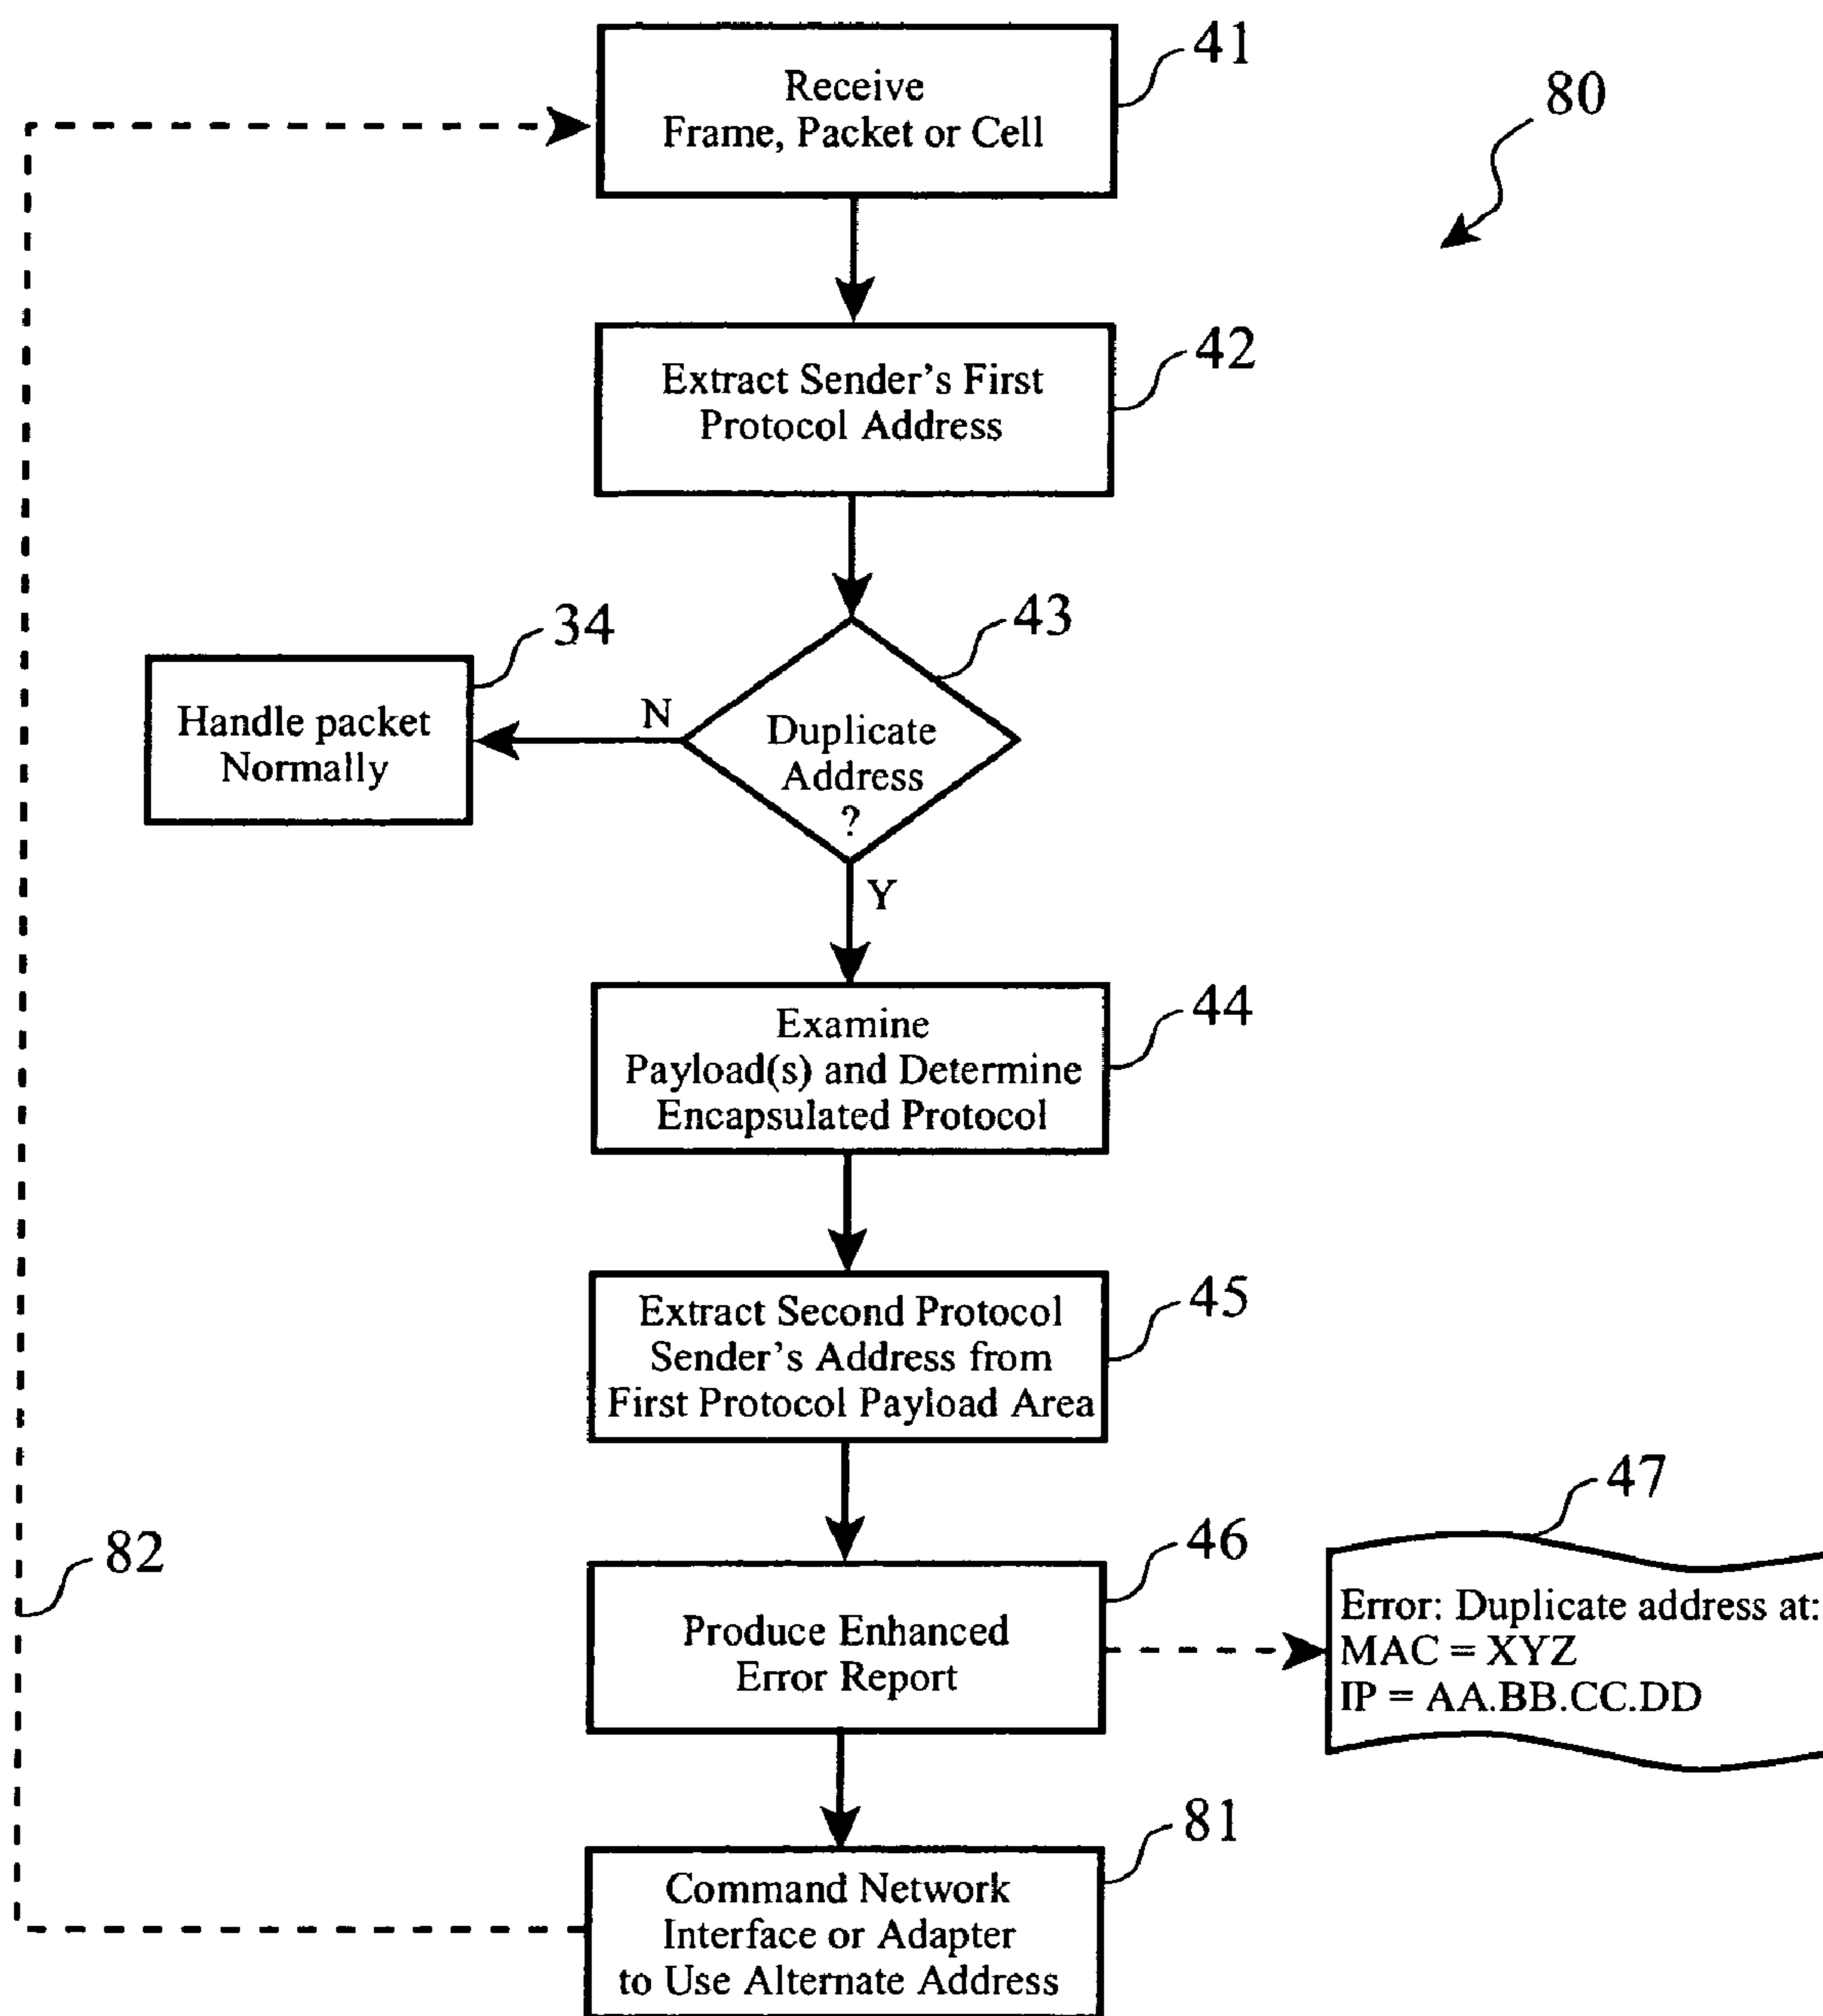 41
Receive
Frame, Packet or Cell
80
42
Extract Sender's First
Protocol Address
43
34
Handle packet
Normally
N
Duplicate
Address
?
Y
44
Examine
Payload(s) and Determine
Encapsulated Protocol
45
Extract Second Protocol
Sender's Address from
First Protocol Payload Area
47
46
82
Produce Enhanced
Error Report
Error: Duplicate address at:
MAC = XYZ
IP = AA.BB.CC.DD
81
Command Network
Interface or Adapter
to Use Alternate Address